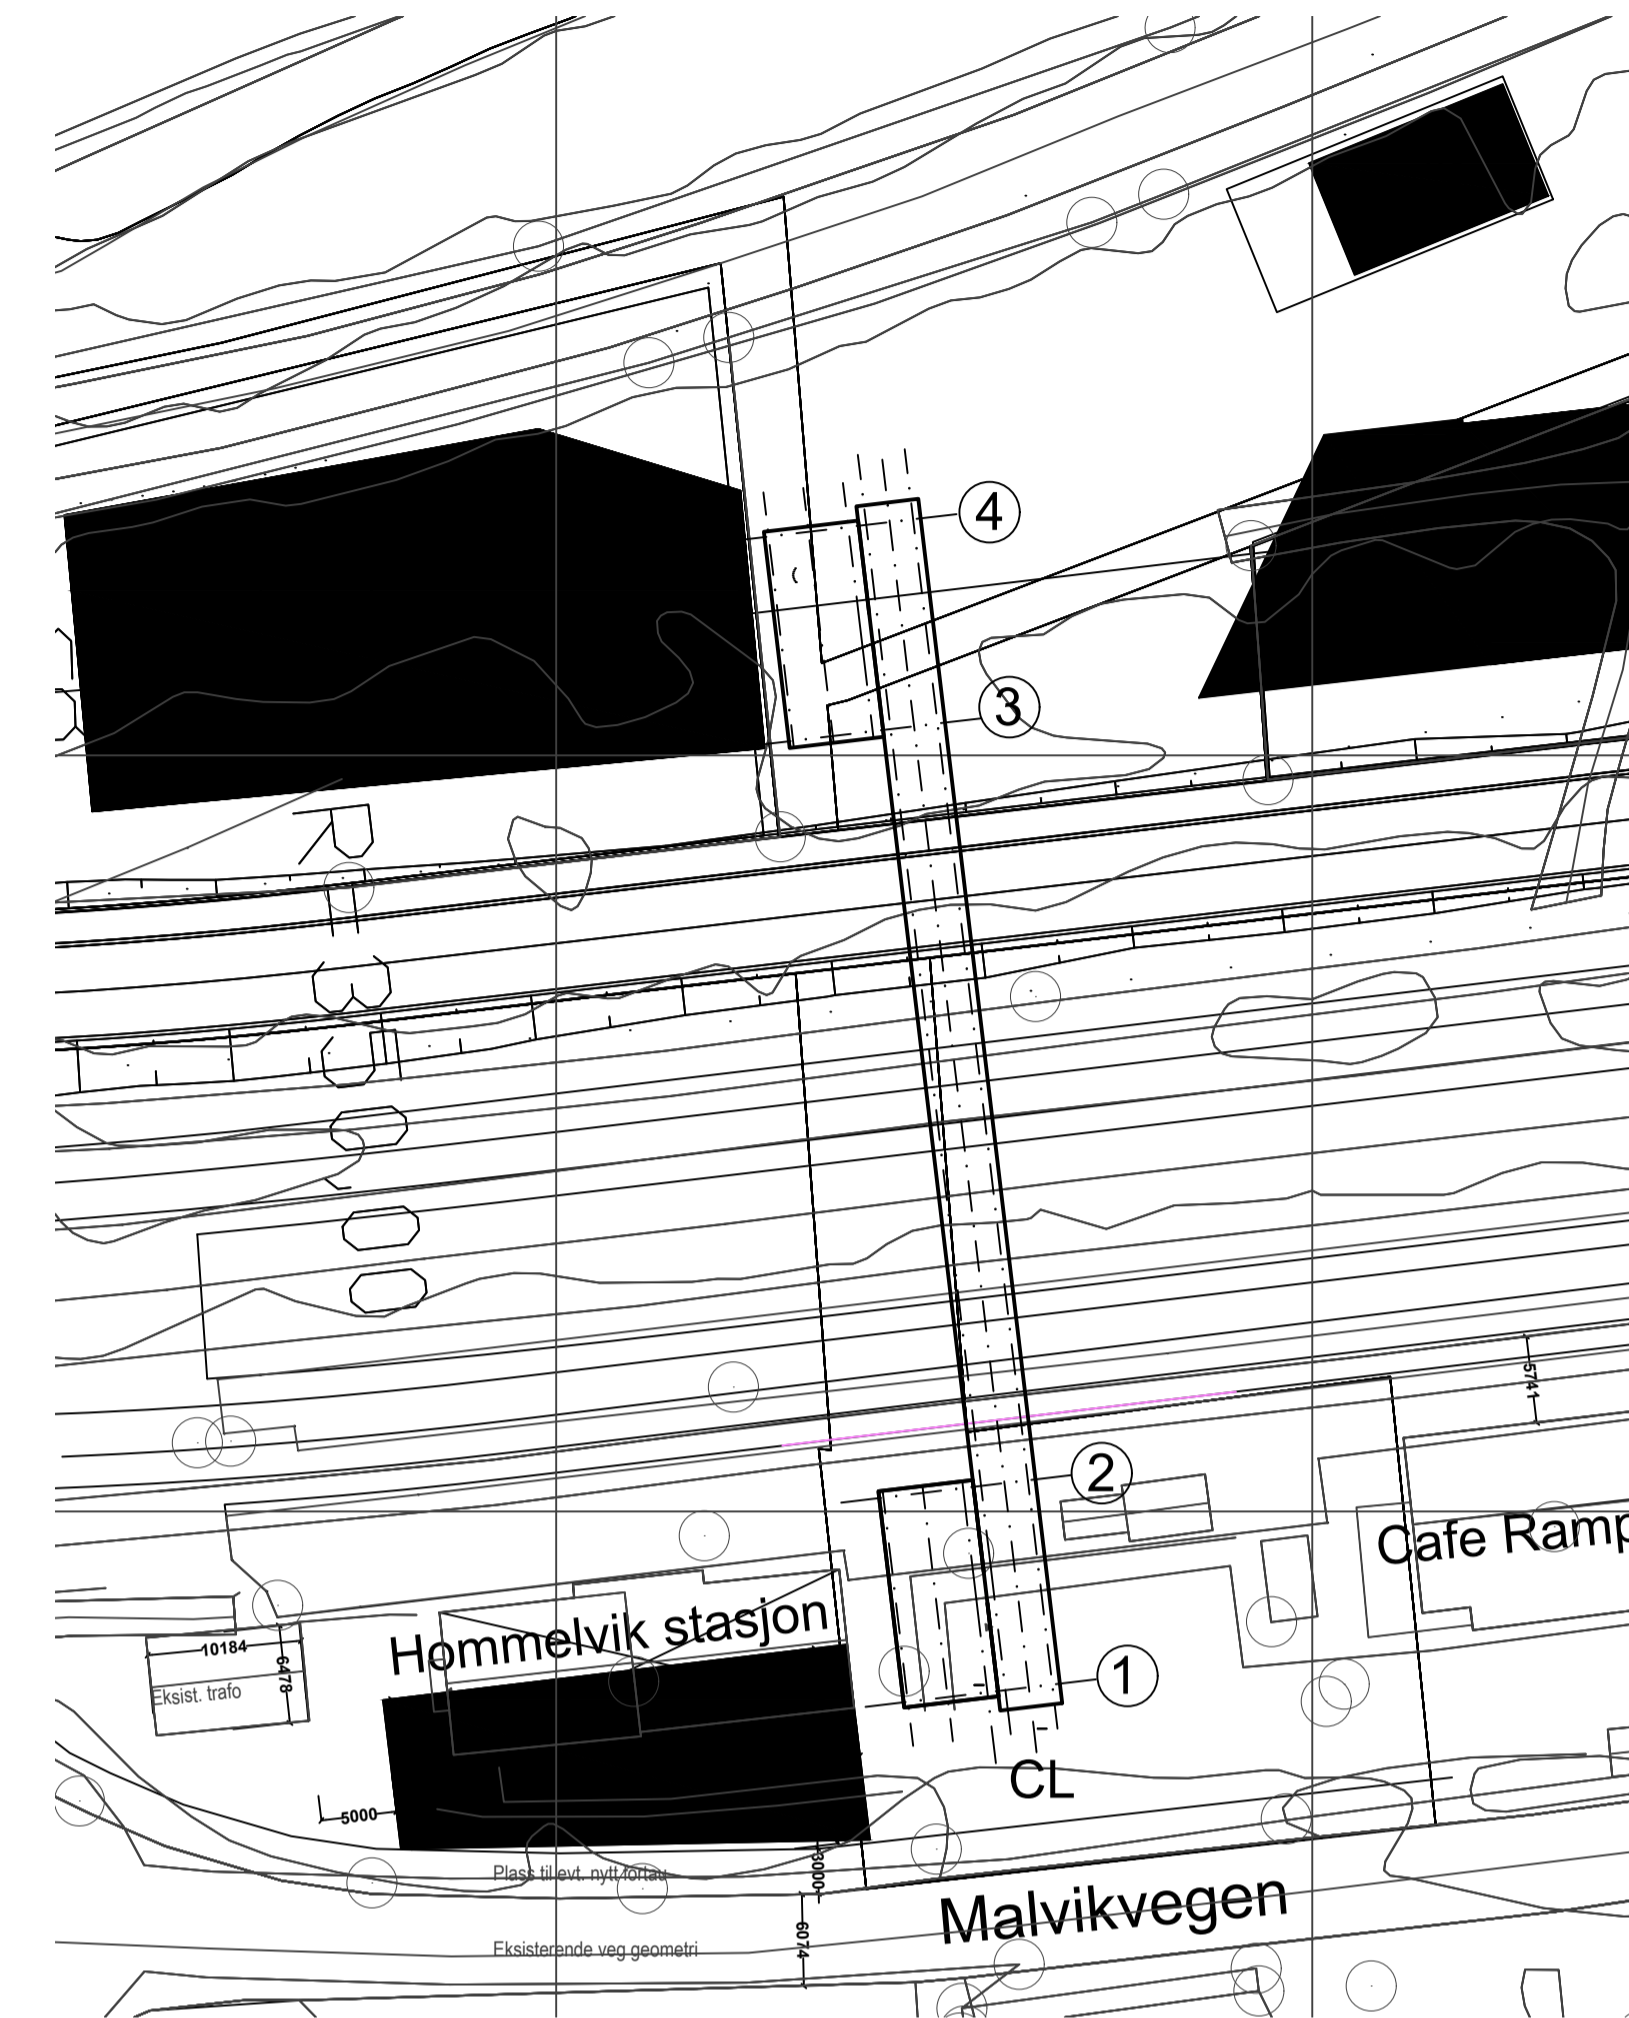 4
3
5741
2
Cafe Ramp
Hommelvik stasjon
10184
6478
Eksist. trafo
1
CL
5000
Plass til evt. nytt fortau
3000
Malvikvegen
6074
Eksisterende veg geometri